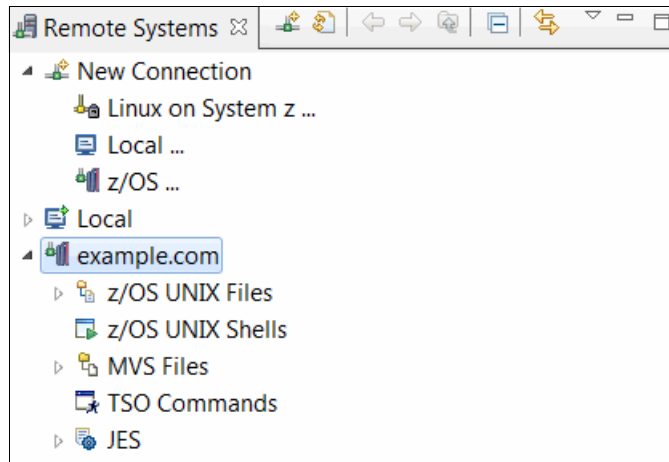 Remote Systems
New Connection
Linux on System z ...
Local ...
z/OS ...
Local
example.com
z/OS UNIX Files
z/OS UNIX Shells
MVS Files
TSO Commands
JES